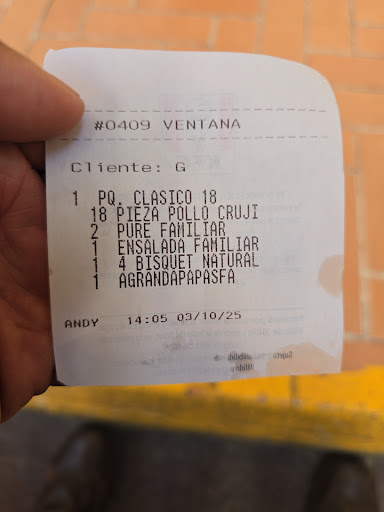 #0409 VENTANA
Cliente: G
1 PQ. CLASICO 18
18 PIEZA POLLO CRUJI
2 PURE FAMILIAR
1 ENSALADA FAMILIAR
1 4 BISQUET NATURAL
1 AGRANDAPAPASFA
ANDY 14:05 03/10/25